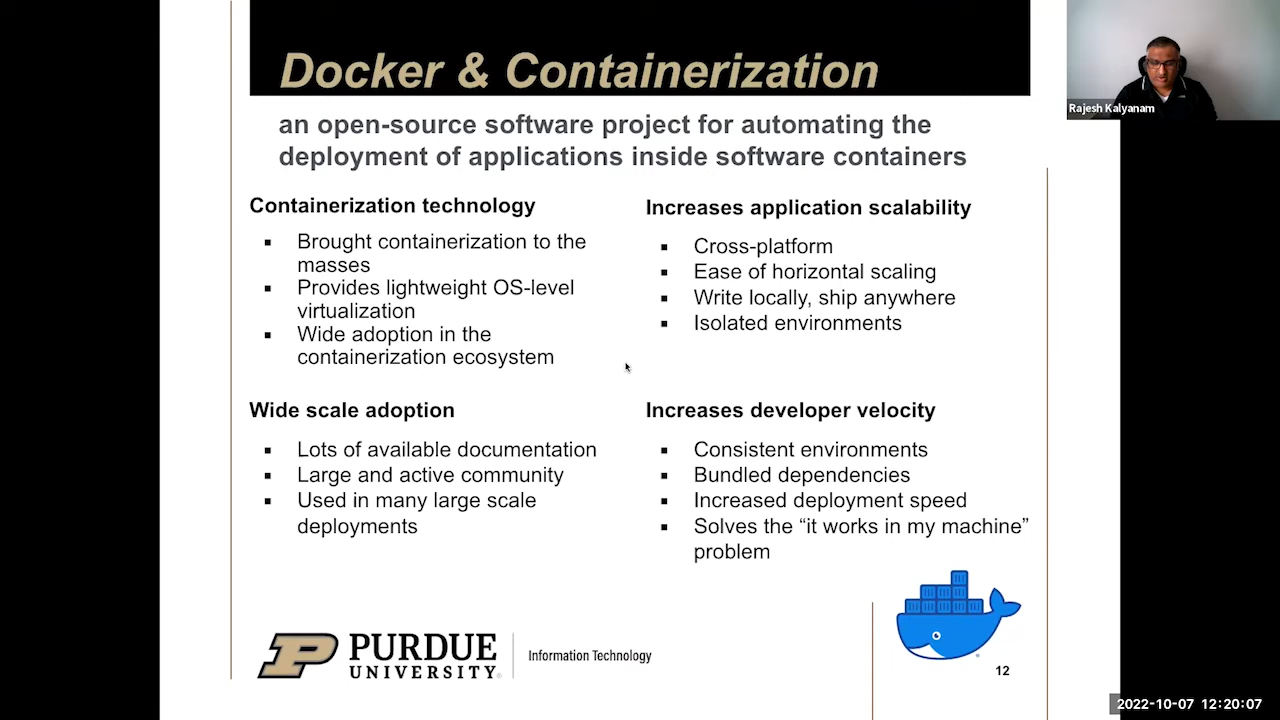 Docker & Containerization
an open-source software project for automating the
deployment of applications inside software containers
Containerization technology
▪ Brought containerization to the
masses
▪ Provides lightweight OS-level
virtualization
▪ Wide adoption in the
containerization ecosystem
Increases application scalability
▪ Cross-platform
▪ Ease of horizontal scaling
▪ Write locally, ship anywhere
▪ Isolated environments
Wide scale adoption
▪ Lots of available documentation
▪ Large and active community
▪ Used in many large scale
deployments
Increases developer velocity
▪ Consistent environments
▪ Bundled dependencies
▪ Increased deployment speed
▪ Solves the “it works in my machine”
problem
P PURDUE
UNIVERSITY®
Information Technology
12
Rajesh Kalyanam
2022-10-07 12:20:07